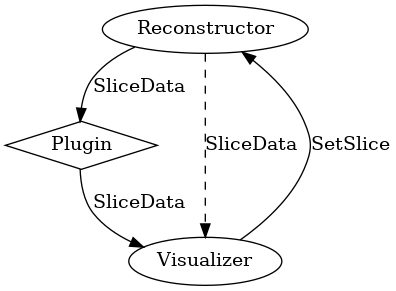 Reconstructor
SliceData
Plugin
SliceData
SetSlice
SliceData
Visualizer